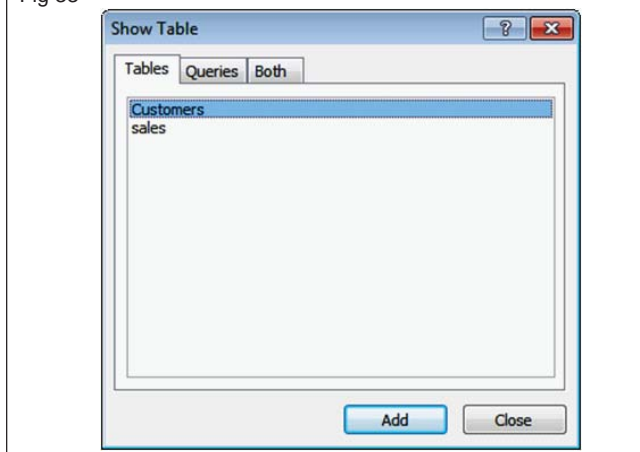 Show Table
Tables Queries Both
Customers
sales
Add Close